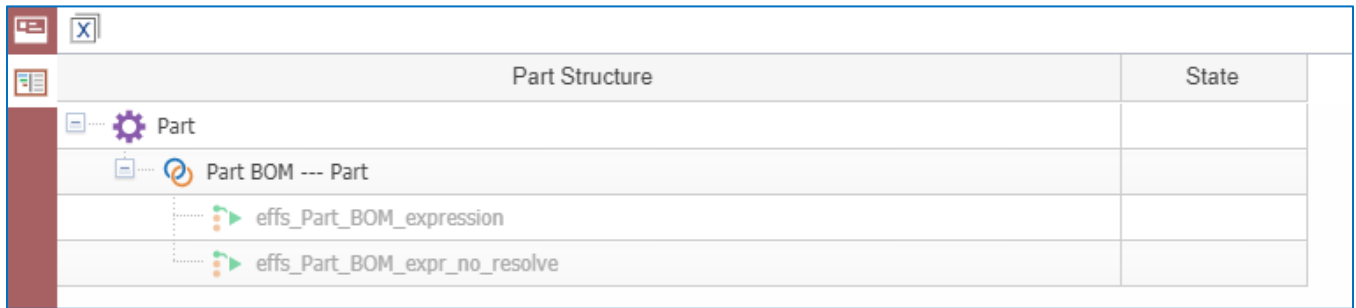 Part Structure State
Part
Part BOM --- Part
effs_Part_BOM_expression
effs_Part_BOM_expr_no_resolve